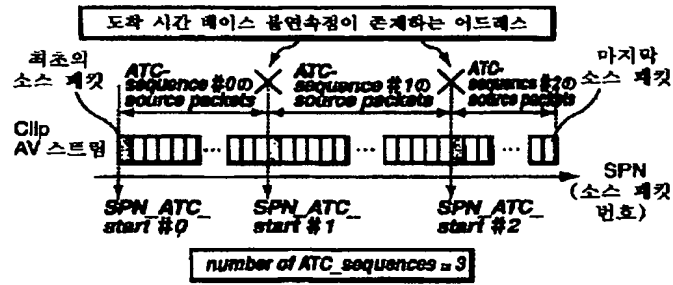 도착 시간 베이스 불연속점이 존재하는 어드레스
최초의
소스 패킷
ATC-
sequence #0の
source packets
ATC-
sequence #1の
source packets
ATC-
sequence #2の
source packets
마지막
소스 패킷
Clip
AV 스트림
...
...
...
SPN
(소스 패킷
번호)
SPN_ATC_
start #0
SPN_ATC_
start #1
SPN_ATC_
start #2
number of ATC_sequences = 3